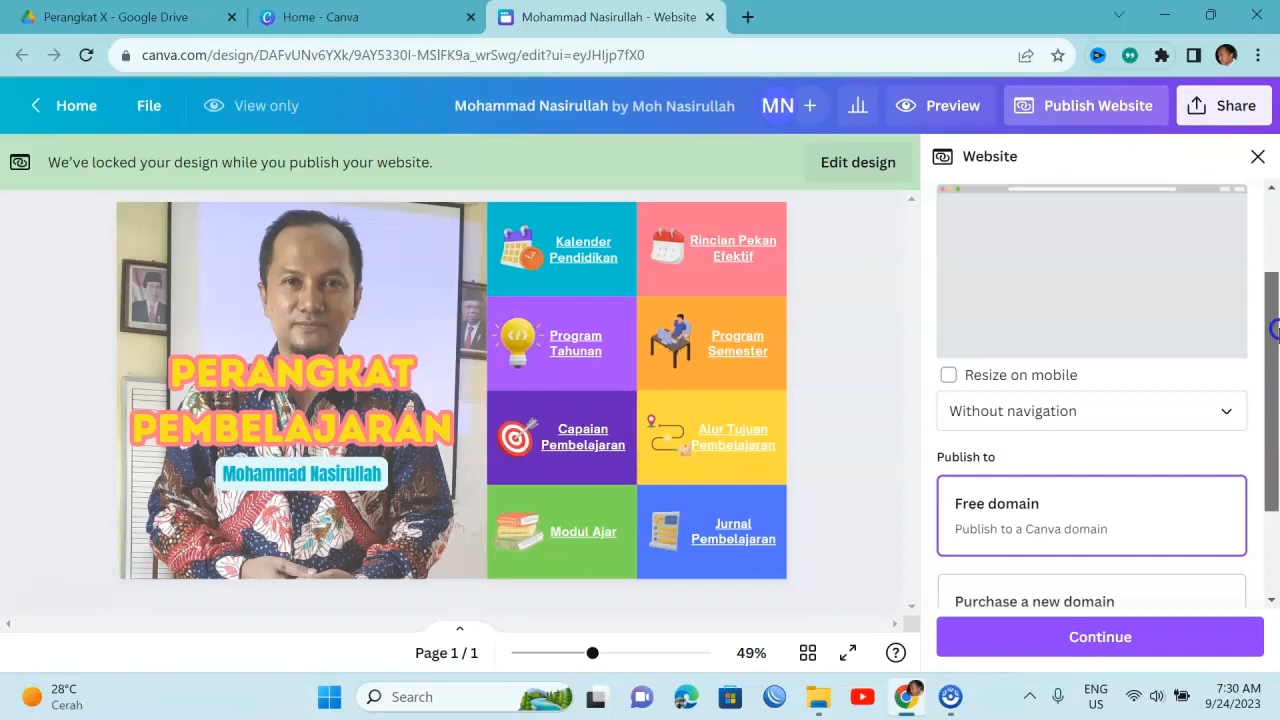 Perangkat X - Google Drive
Home - Canva
Mohammad Nasirullah - Website
canva.com/design/DAFvUNv6YXk/9AY5330I-MSlFK9a_wrSwg/edit?ui=eyJHIjp7fX0
Home
File
View only
Mohammad Nasirullah by Moh Nasirullah
MN
Preview
Publish Website
Share
We've locked your design while you publish your website.
Edit design
Website
PERANGKAT
PEMBELAJARAN
Mohammad Nasirullah
Kalender
Pendidikan
Rincian Pekan
Efektif
Program
Tahunan
Program
Semester
Capaian
Pembelajaran
Alur Tujuan
Pembelajaran
Modul Ajar
Jurnal
Pembelajaran
Resize on mobile
Without navigation
Publish to
Free domain
Publish to a Canva domain
Purchase a new domain
Continue
Page 1 / 1
49%
28°C
Cerah
Search
ENG
US
7:30 AM
9/24/2023